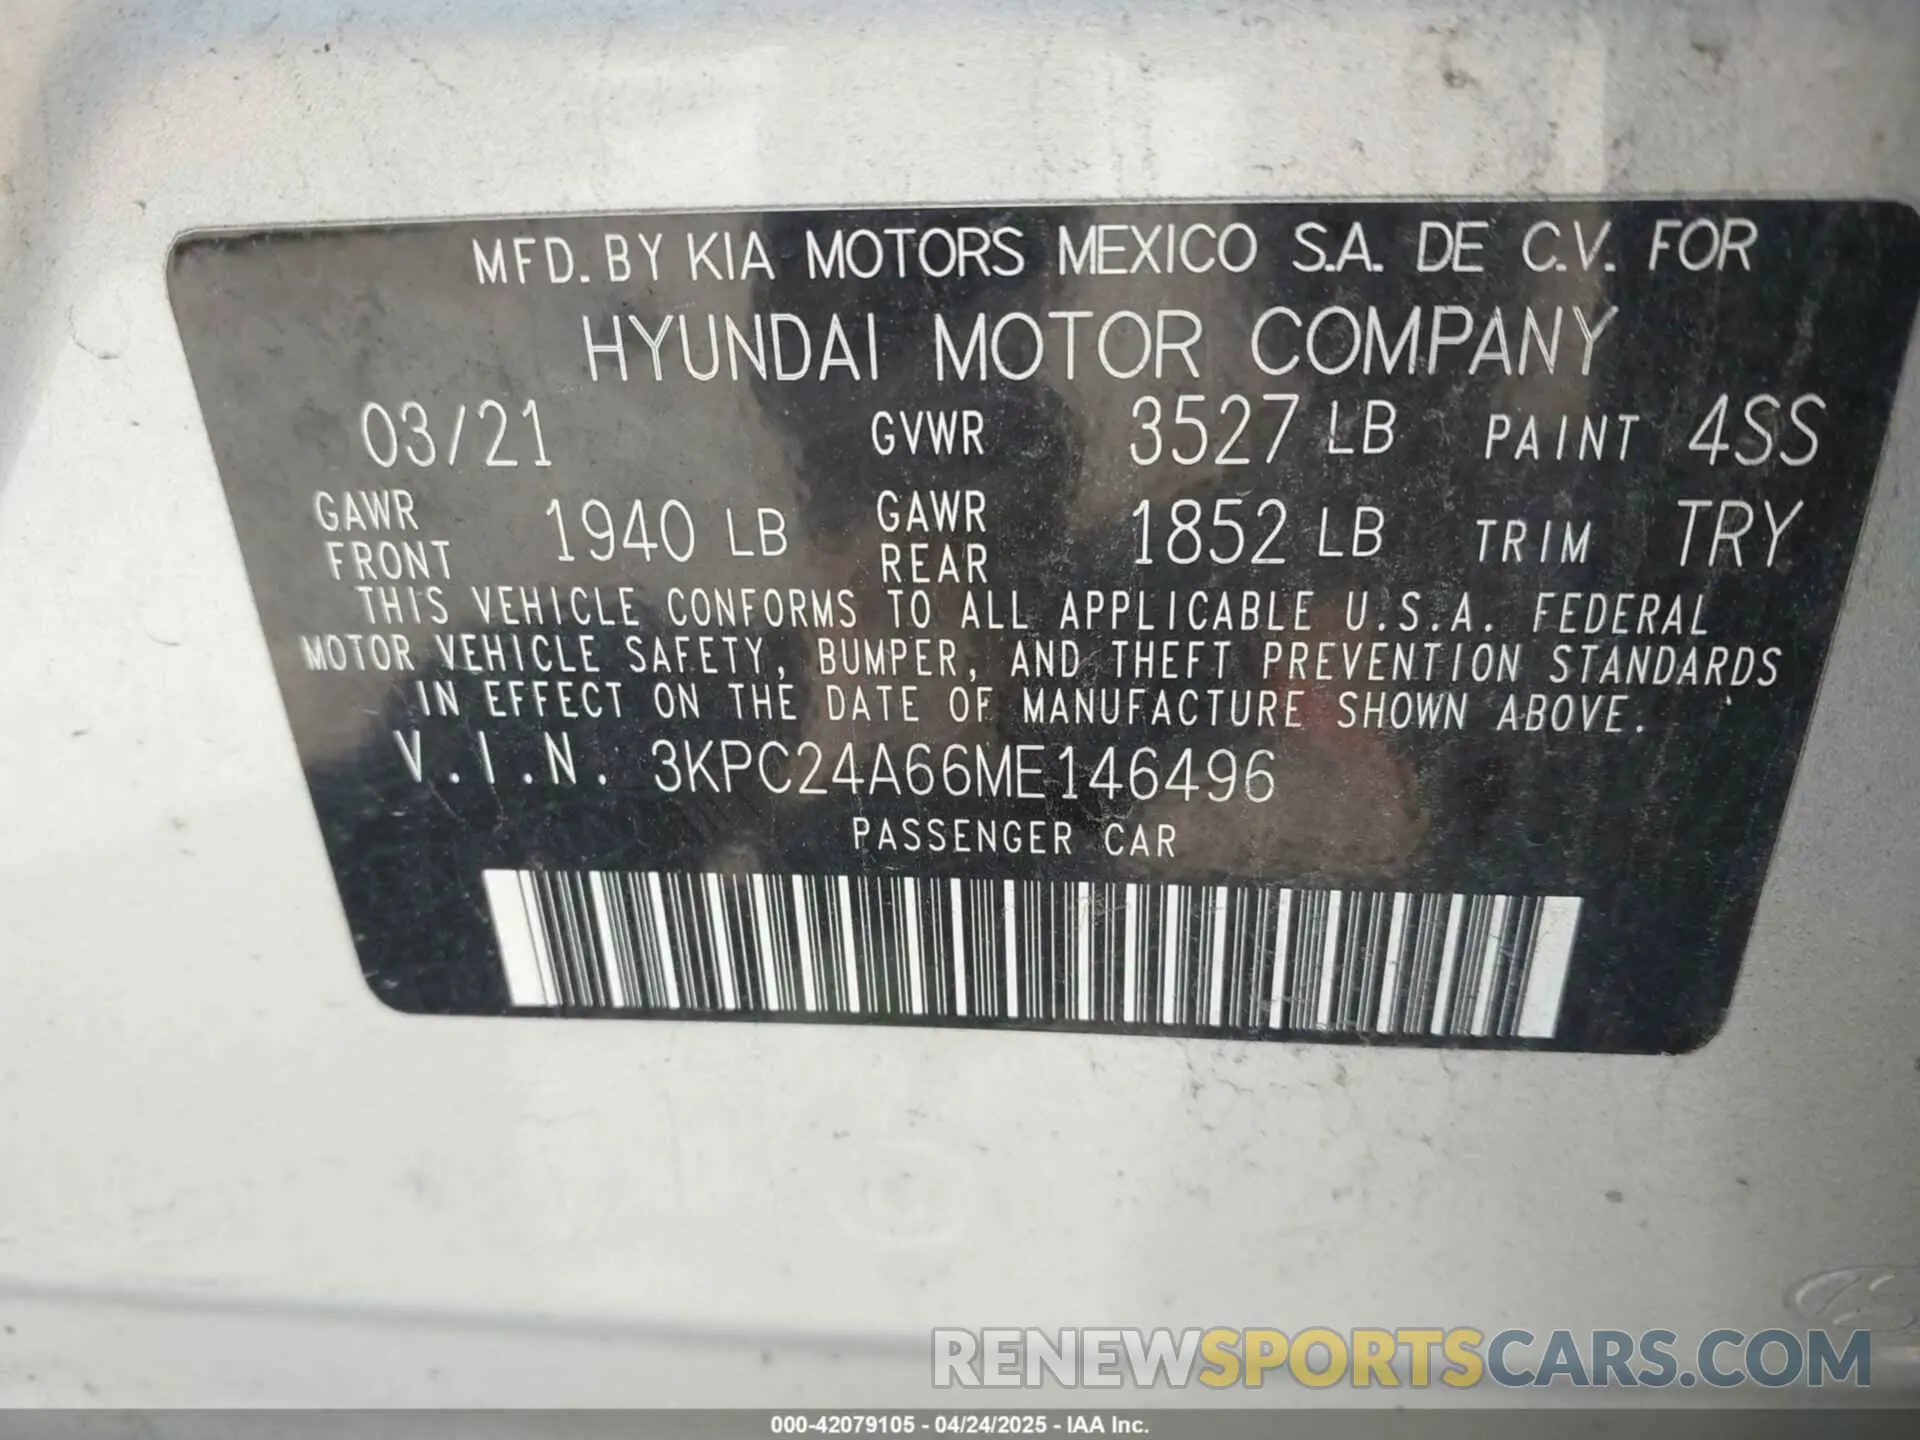 MFD. BY KIA MOTORS MEXICO S.A. DE C.V. FOR
HYUNDAI MOTOR COMPANY
03/21 GVWR 3527 LB PAINT 4SS
GAWR FRONT 1940 LB GAWR REAR 1852 LB TRIM TRY
THIS VEHICLE CONFORMS TO ALL APPLICABLE U.S.A. FEDERAL
MOTOR VEHICLE SAFETY, BUMPER, AND THEFT PREVENTION STANDARDS
IN EFFECT ON THE DATE OF MANUFACTURE SHOWN ABOVE.
V.I.N. 3KPC24A66ME146496
PASSENGER CAR
RENEWSPORTSCARS.COM
000-42079105 - 04/24/2025 - IAA Inc.